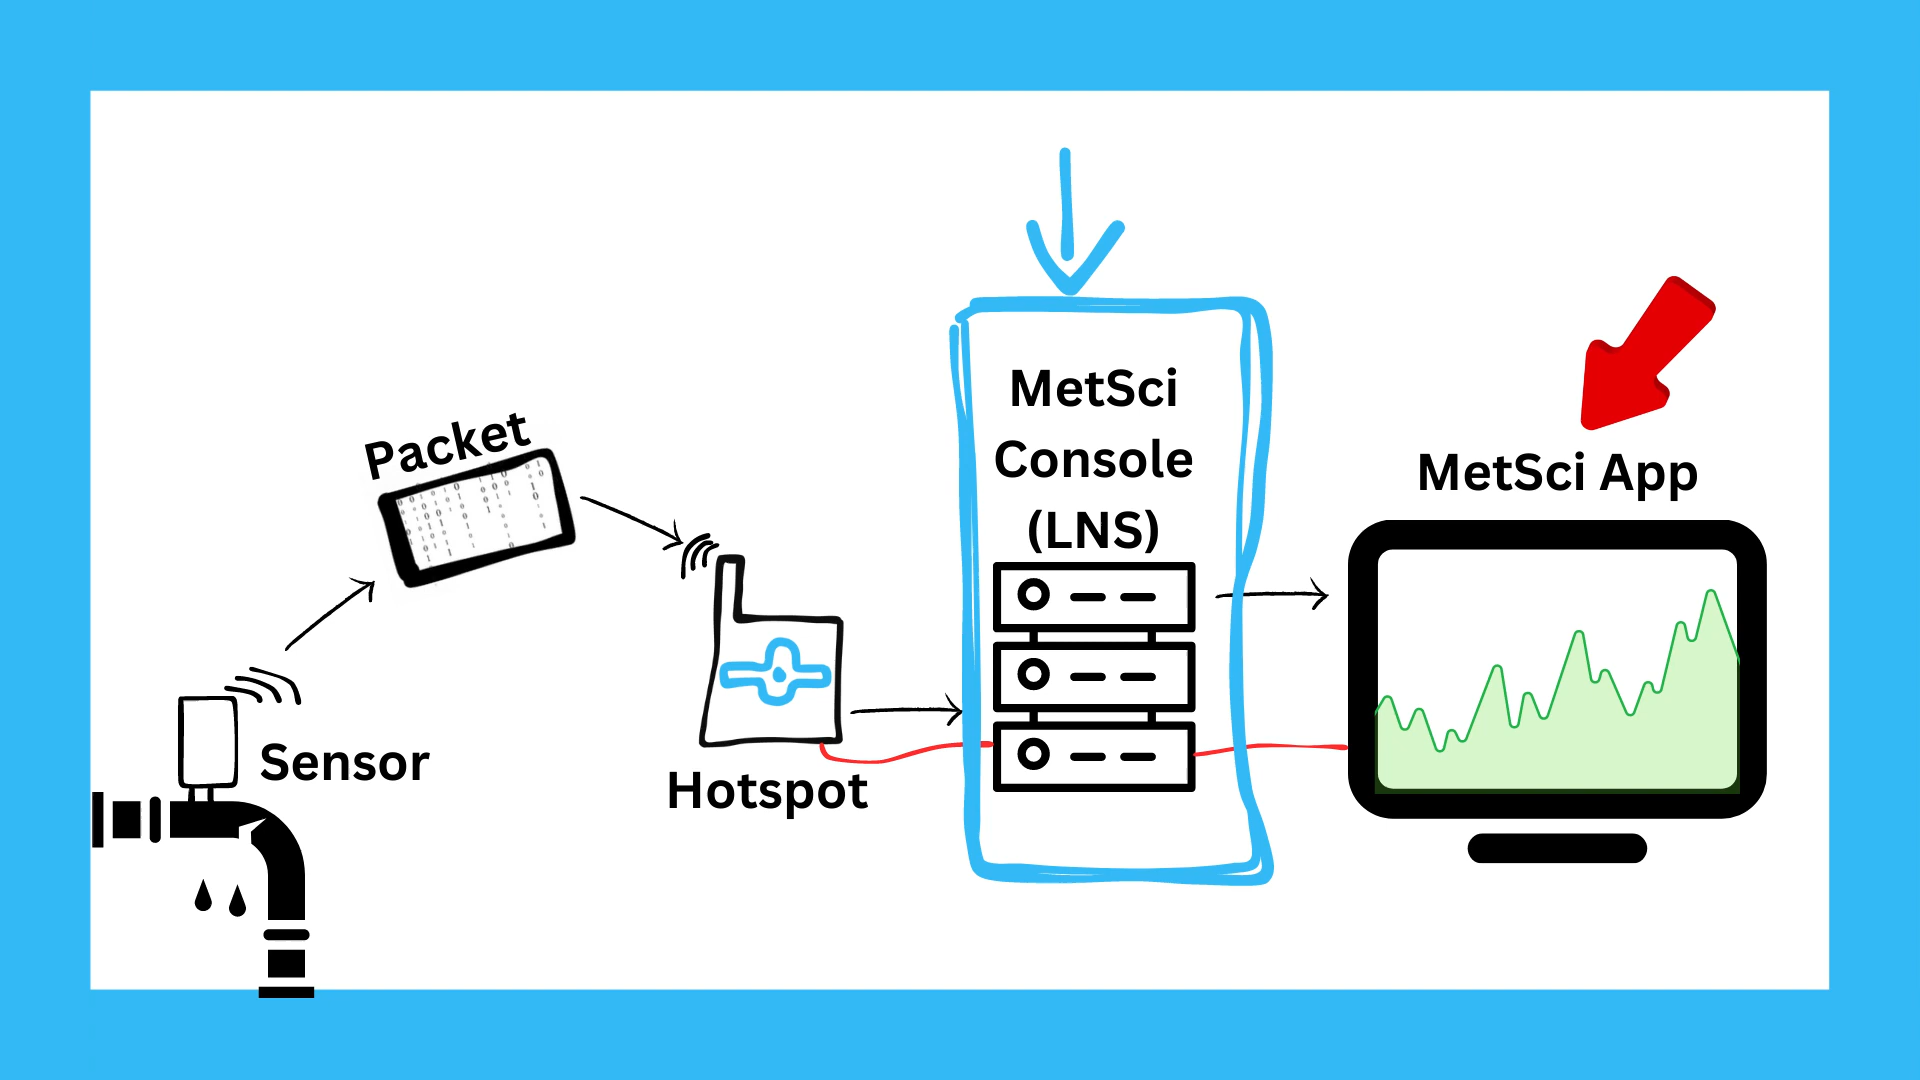 Packet
Sensor
Hotspot
MetSci
Console
(LNS)
MetSci App